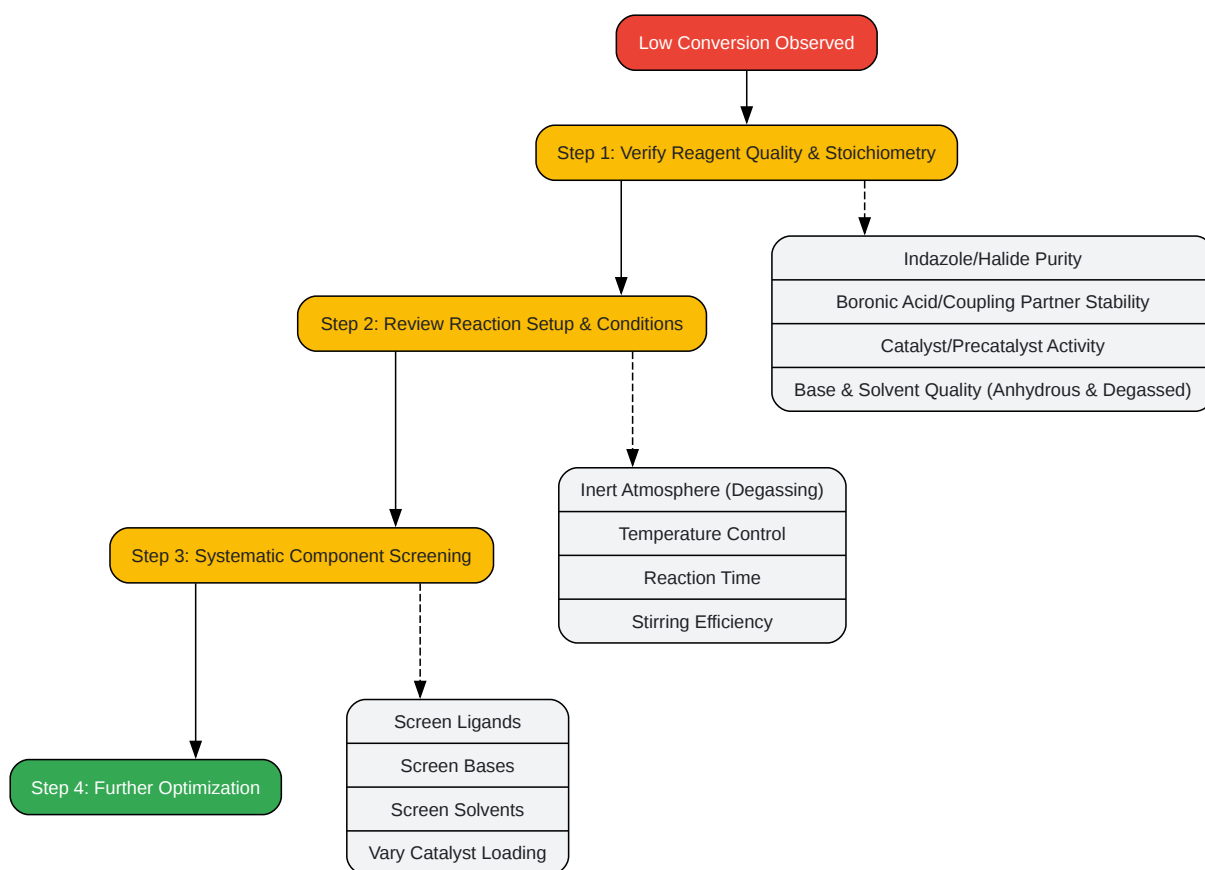 Low Conversion Observed
Step 1: Verify Reagent Quality & Stoichiometry
Indazole/Halide Purity
Boronic Acid/Coupling Partner Stability
Catalyst/Precatalyst Activity
Base & Solvent Quality (Anhydrous & Degassed)
Step 2: Review Reaction Setup & Conditions
Inert Atmosphere (Degassing)
Temperature Control
Reaction Time
Stirring Efficiency
Step 3: Systematic Component Screening
Screen Ligands
Screen Bases
Screen Solvents
Vary Catalyst Loading
Step 4: Further Optimization